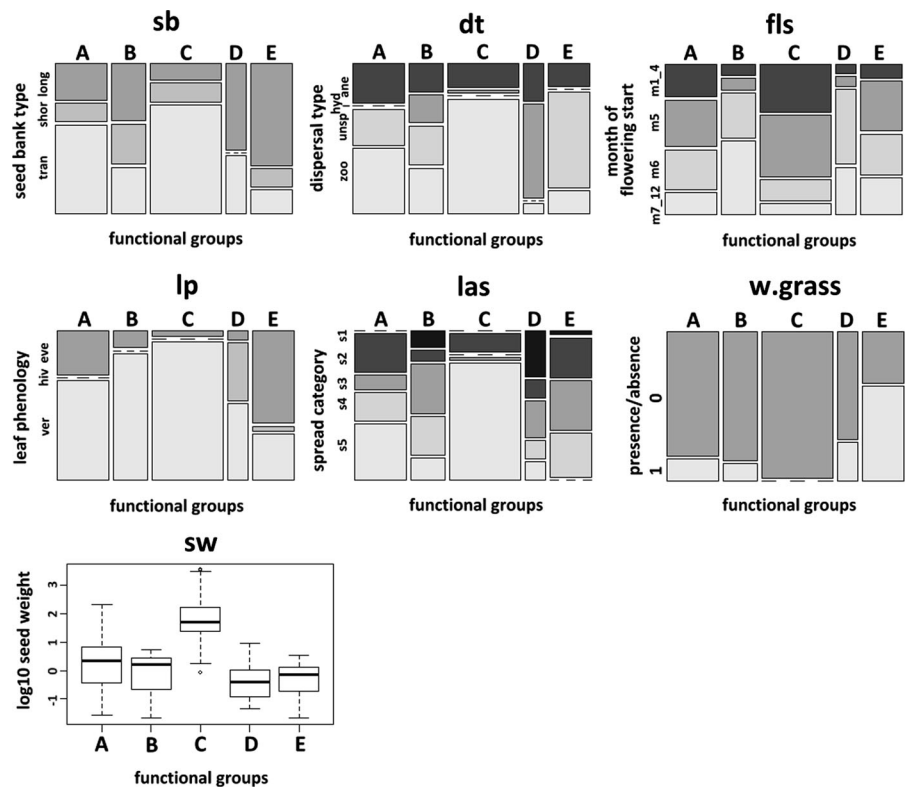 sb
A B C D E
seed bank type
long
shor
tran
functional groups
dt
A B C D E
dispersal type
ane
hyd
unsp
zoo
functional groups
fls
A B C D E
month of
flowering start
m1_4
m5
m6
m7_12
functional groups
lp
A B C D E
leaf phenology
eve
hiv
ver
functional groups
las
A B C D E
spread category
s1
s2
s3
s4
s5
functional groups
w.grass
A B C D E
presence/absence
0
1
functional groups
sw
log10 seed weight
3
2
1
0
-1
A B C D E
functional groups